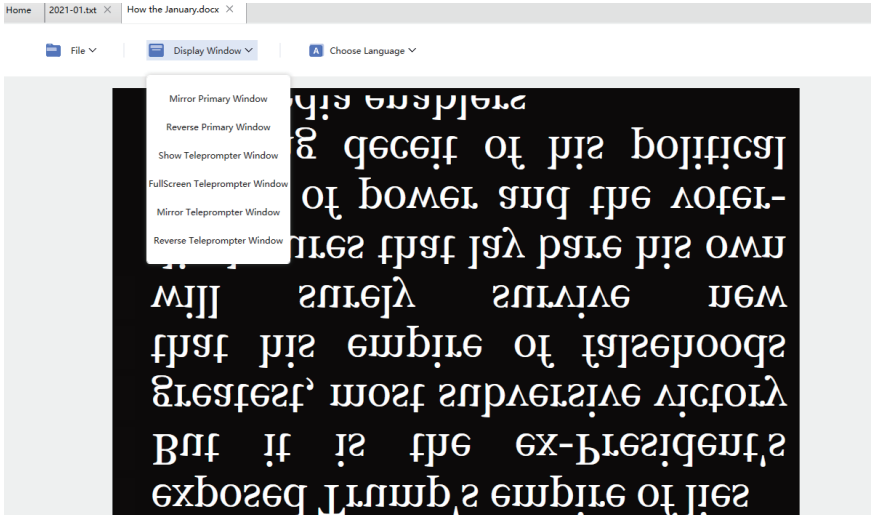 Home 2021-01.txt How the January.docx
File Display Window Choose Language
Mirror Primary Window
Reverse Primary Window
Show Teleprompter Window
FullScreen Teleprompter Window
Mirror Teleprompter Window
Reverse Teleprompter Window
exposed Trump's empire of lies
But it is the ex-President's
greatest, most subversive victory
that his empire of falsehoods
will surely survive new
that lay bare his own
of power and the voter-
deceit of his political
enablers